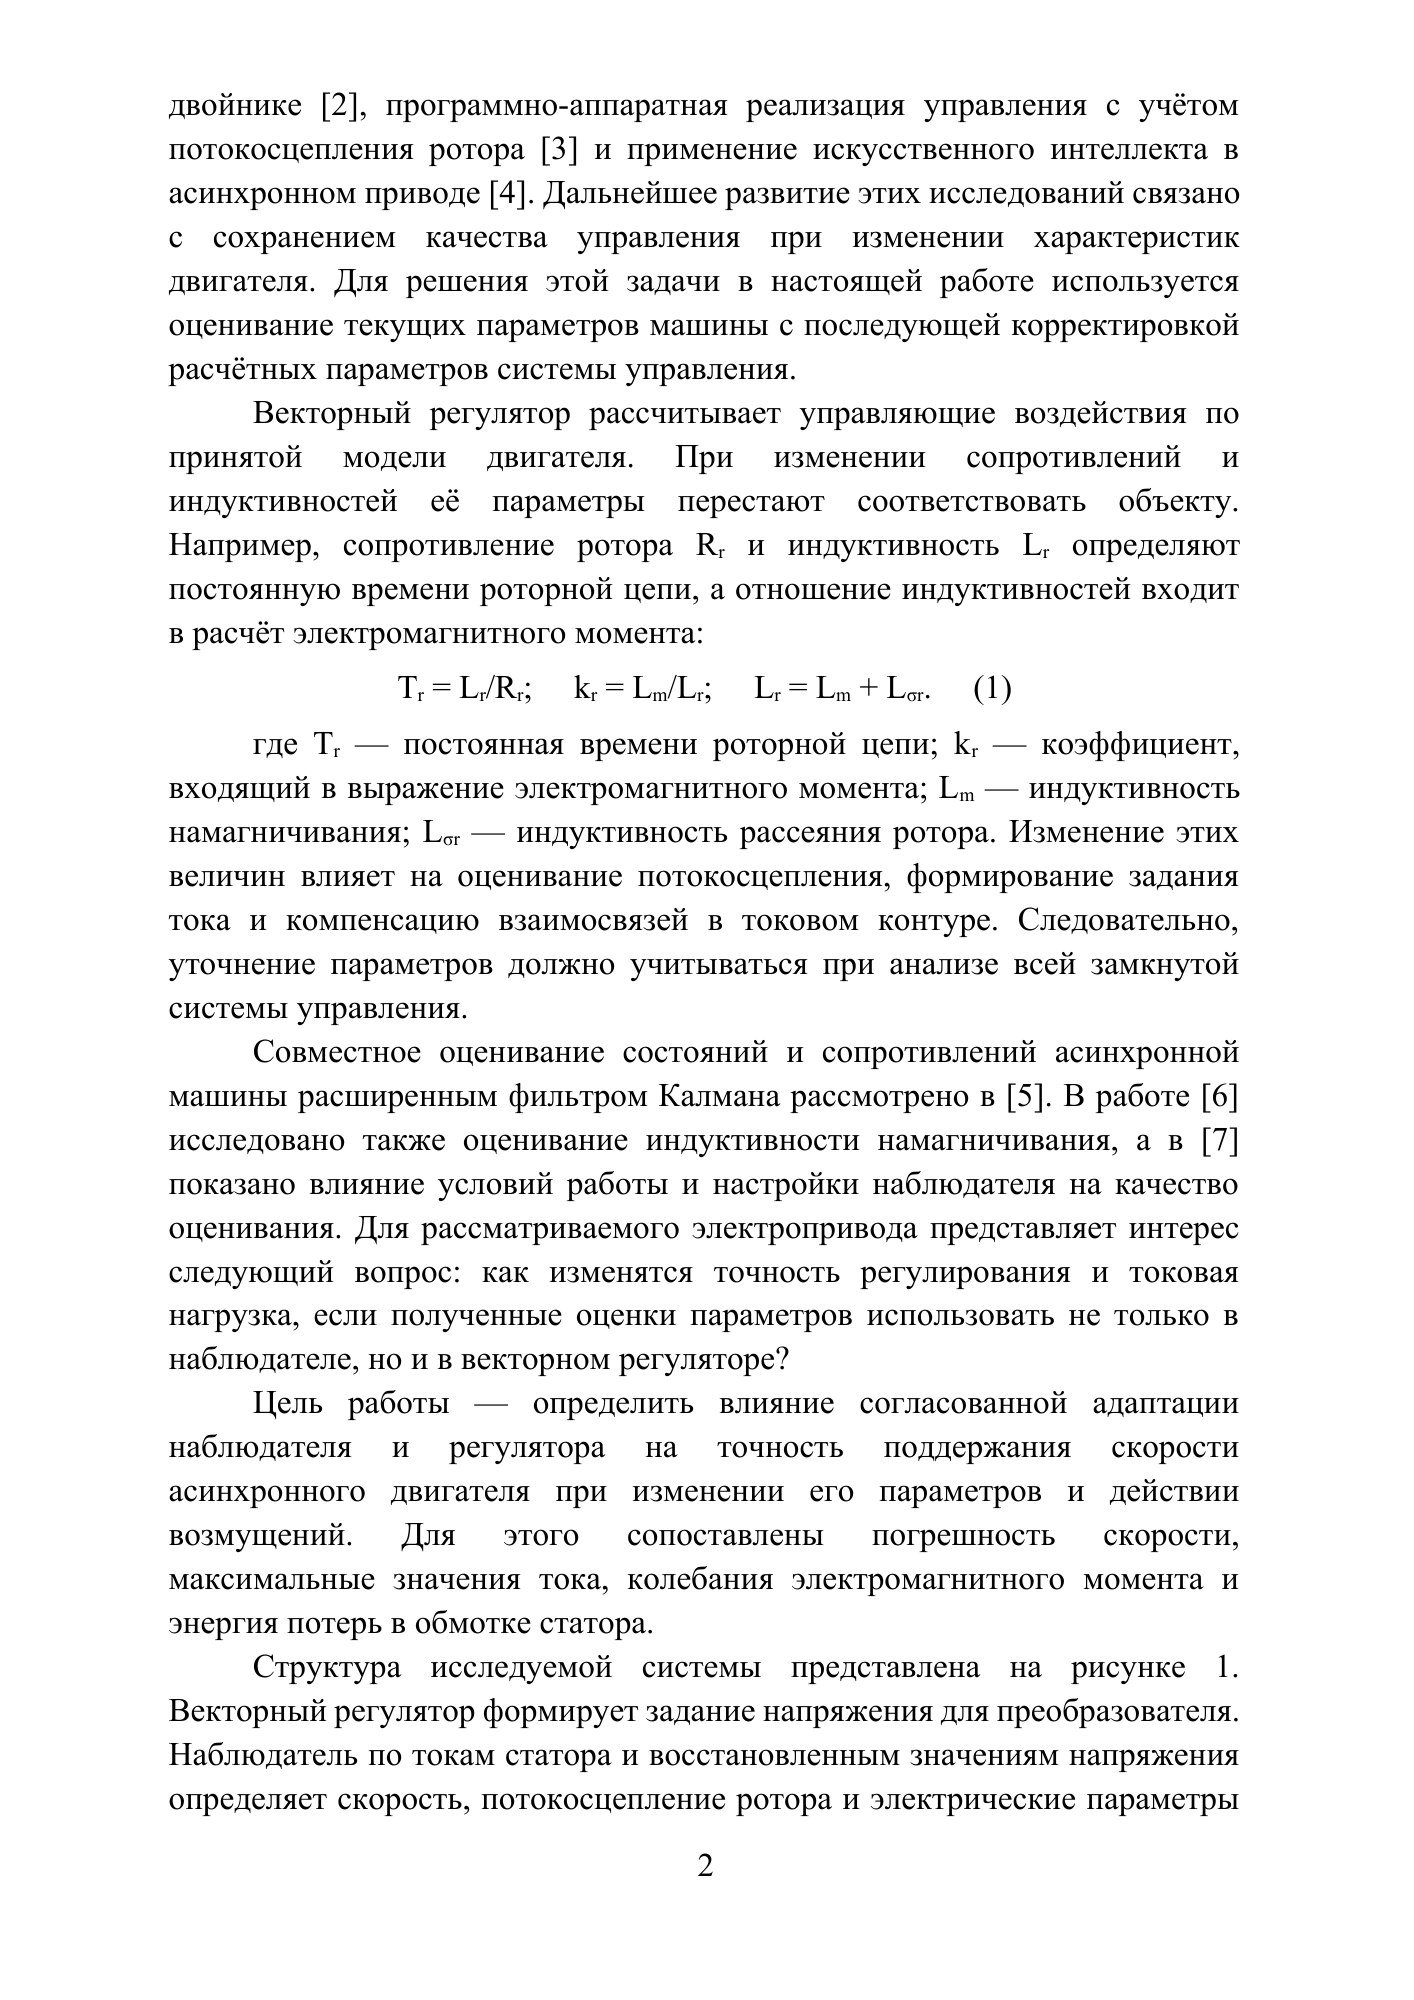 двойнике [2], программно-аппаратная реализация управления с учётом
потокосцепления ротора [3] и применение искусственного интеллекта в
асинхронном приводе [4]. Дальнейшее развитие этих исследований связано
с сохранением качества управления при изменении характеристик
двигателя. Для решения этой задачи в настоящей работе используется
оценивание текущих параметров машины с последующей корректировкой
расчётных параметров системы управления.
Векторный регулятор рассчитывает управляющие воздействия по
принятой модели двигателя. При изменении сопротивлений и
индуктивностей её параметры перестают соответствовать объекту.
Например, сопротивление ротора Rᵣ и индуктивность Lᵣ определяют
постоянную времени роторной цепи, а отношение индуктивностей входит
в расчёт электромагнитного момента:
Tᵣ = Lᵣ/Rᵣ; kᵣ = Lₘ/Lᵣ; Lᵣ = Lₘ + Lσᵣ. (1)
где Tᵣ — постоянная времени роторной цепи; kᵣ — коэффициент,
входящий в выражение электромагнитного момента; Lₘ — индуктивность
намагничивания; Lσᵣ — индуктивность рассеяния ротора. Изменение этих
величин влияет на оценивание потокосцепления, формирование задания
тока и компенсацию взаимосвязей в токовом контуре. Следовательно,
уточнение параметров должно учитываться при анализе всей замкнутой
системы управления.
Совместное оценивание состояний и сопротивлений асинхронной
машины расширенным фильтром Калмана рассмотрено в [5]. В работе [6]
исследовано также оценивание индуктивности намагничивания, а в [7]
показано влияние условий работы и настройки наблюдателя на качество
оценивания. Для рассматриваемого электропривода представляет интерес
следующий вопрос: как изменятся точность регулирования и токовая
нагрузка, если полученные оценки параметров использовать не только в
наблюдателе, но и в векторном регуляторе?
Цель работы — определить влияние согласованной адаптации
наблюдателя и регулятора на точность поддержания скорости
асинхронного двигателя при изменении его параметров и действии
возмущений. Для этого сопоставлены погрешность скорости,
максимальные значения тока, колебания электромагнитного момента и
энергия потерь в обмотке статора.
Структура исследуемой системы представлена на рисунке 1.
Векторный регулятор формирует задание напряжения для преобразователя.
Наблюдатель по токам статора и восстановленным значениям напряжения
определяет скорость, потокосцепление ротора и электрические параметры
2